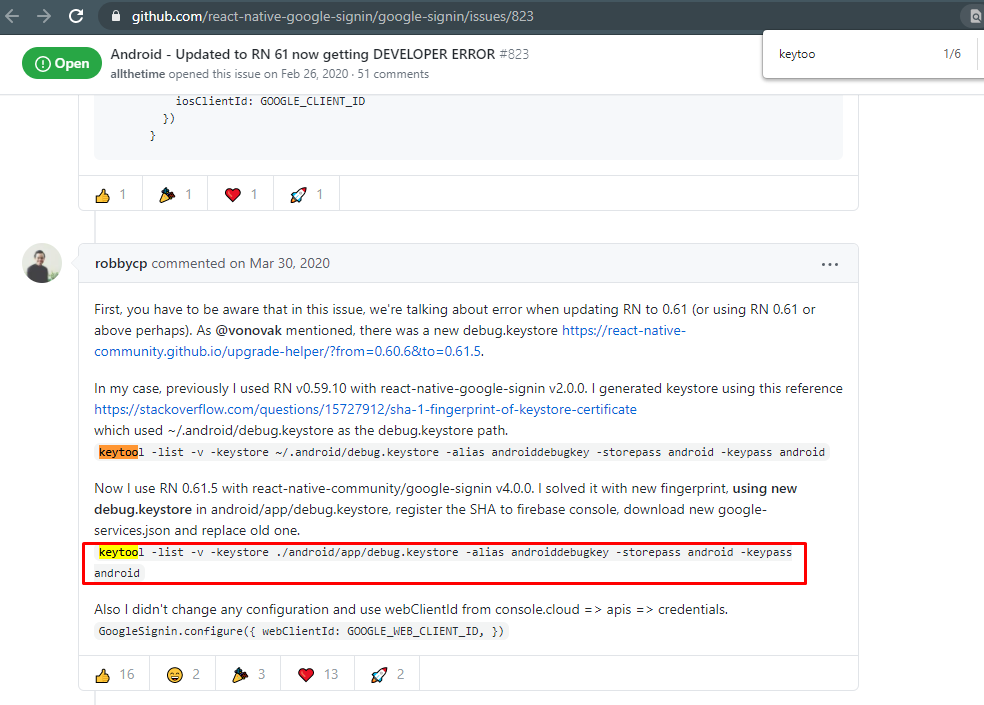 github.com/react-native-google-signin/google-signin/issues/823
keytoo 1/6
Open
Android - Updated to RN 61 now getting DEVELOPER ERROR #823
allthetime opened this issue on Feb 26, 2020 · 51 comments
iosClientId: GOOGLE_CLIENT_ID
})
}
1 1 1 1
robbycp commented on Mar 30, 2020
First, you have to be aware that in this issue, we're talking about error when updating RN to 0.61 (or using RN 0.61 or
above perhaps). As @vonovak mentioned, there was a new debug.keystore https://react-native-
community.github.io/upgrade-helper/?from=0.60.6&to=0.61.5.
In my case, previously I used RN v0.59.10 with react-native-google-signin v2.0.0. I generated keystore using this reference
https://stackoverflow.com/questions/15727912/sha-1-fingerprint-of-keystore-certificate
which used ~/.android/debug.keystore as the debug.keystore path.
keytool -list -v -keystore ~/.android/debug.keystore -alias androiddebugkey -storepass android -keypass android
Now I use RN 0.61.5 with react-native-community/google-signin v4.0.0. I solved it with new fingerprint, using new
debug.keystore in android/app/debug.keystore, register the SHA to firebase console, download new google-
services.json and replace old one.
keytool -list -v -keystore ./android/app/debug.keystore -alias androiddebugkey -storepass android -keypass
android
Also I didn't change any configuration and use webClientId from console.cloud => apis => credentials.
GoogleSignin.configure({ webClientId: GOOGLE_WEB_CLIENT_ID, })
16 2 3 13 2